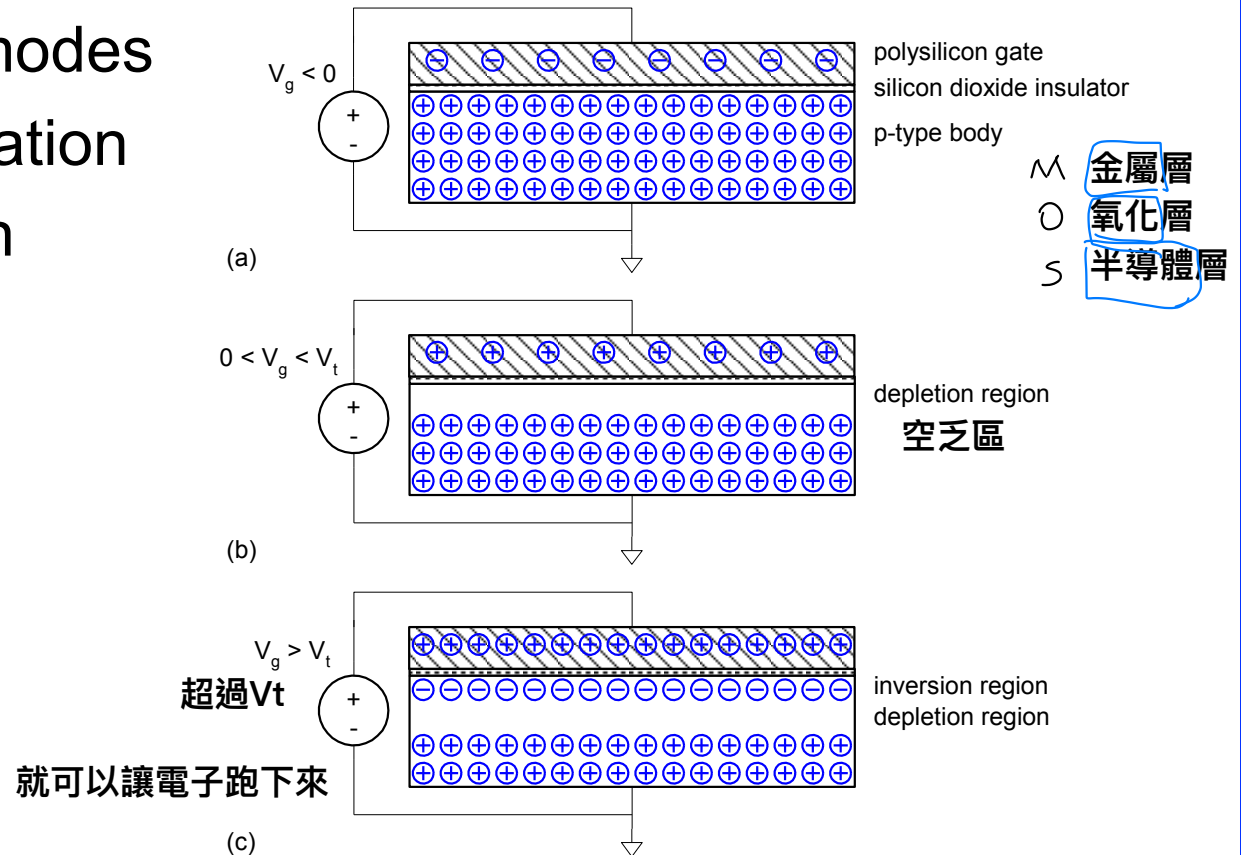 nodes
ation
n
V_g < 0
+
-
polysilicon gate
silicon dioxide insulator
p-type body
M 金屬層
O 氧化層
S 半導體層
(a)
0 < V_g < V_t
+
-
depletion region
空乏區
(b)
V_g > V_t
超過Vt
+
-
inversion region
depletion region
就可以讓電子跑下來
(c)